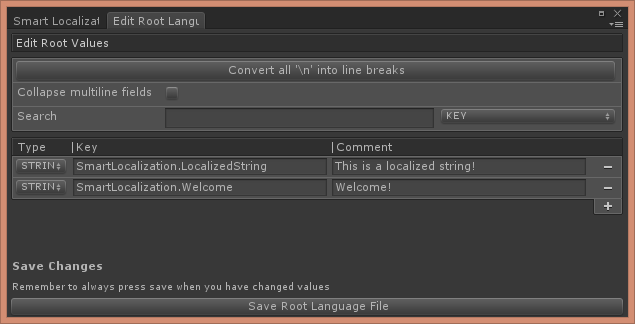 Smart Localizat Edit Root Langu
Edit Root Values
Convert all '\n' into line breaks
Collapse multiline fields
Search KEY
Type Key Comment
STRIN SmartLocalization.LocalizedString This is a localized string! −
STRIN SmartLocalization.Welcome Welcome! −
+
Save Changes
Remember to always press save when you have changed values
Save Root Language File